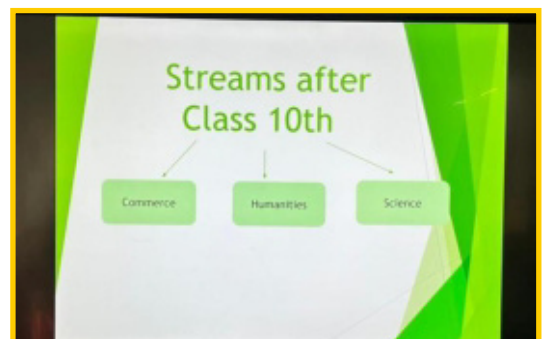 Streams after
Class 10th
Commerce
Humanities
Science